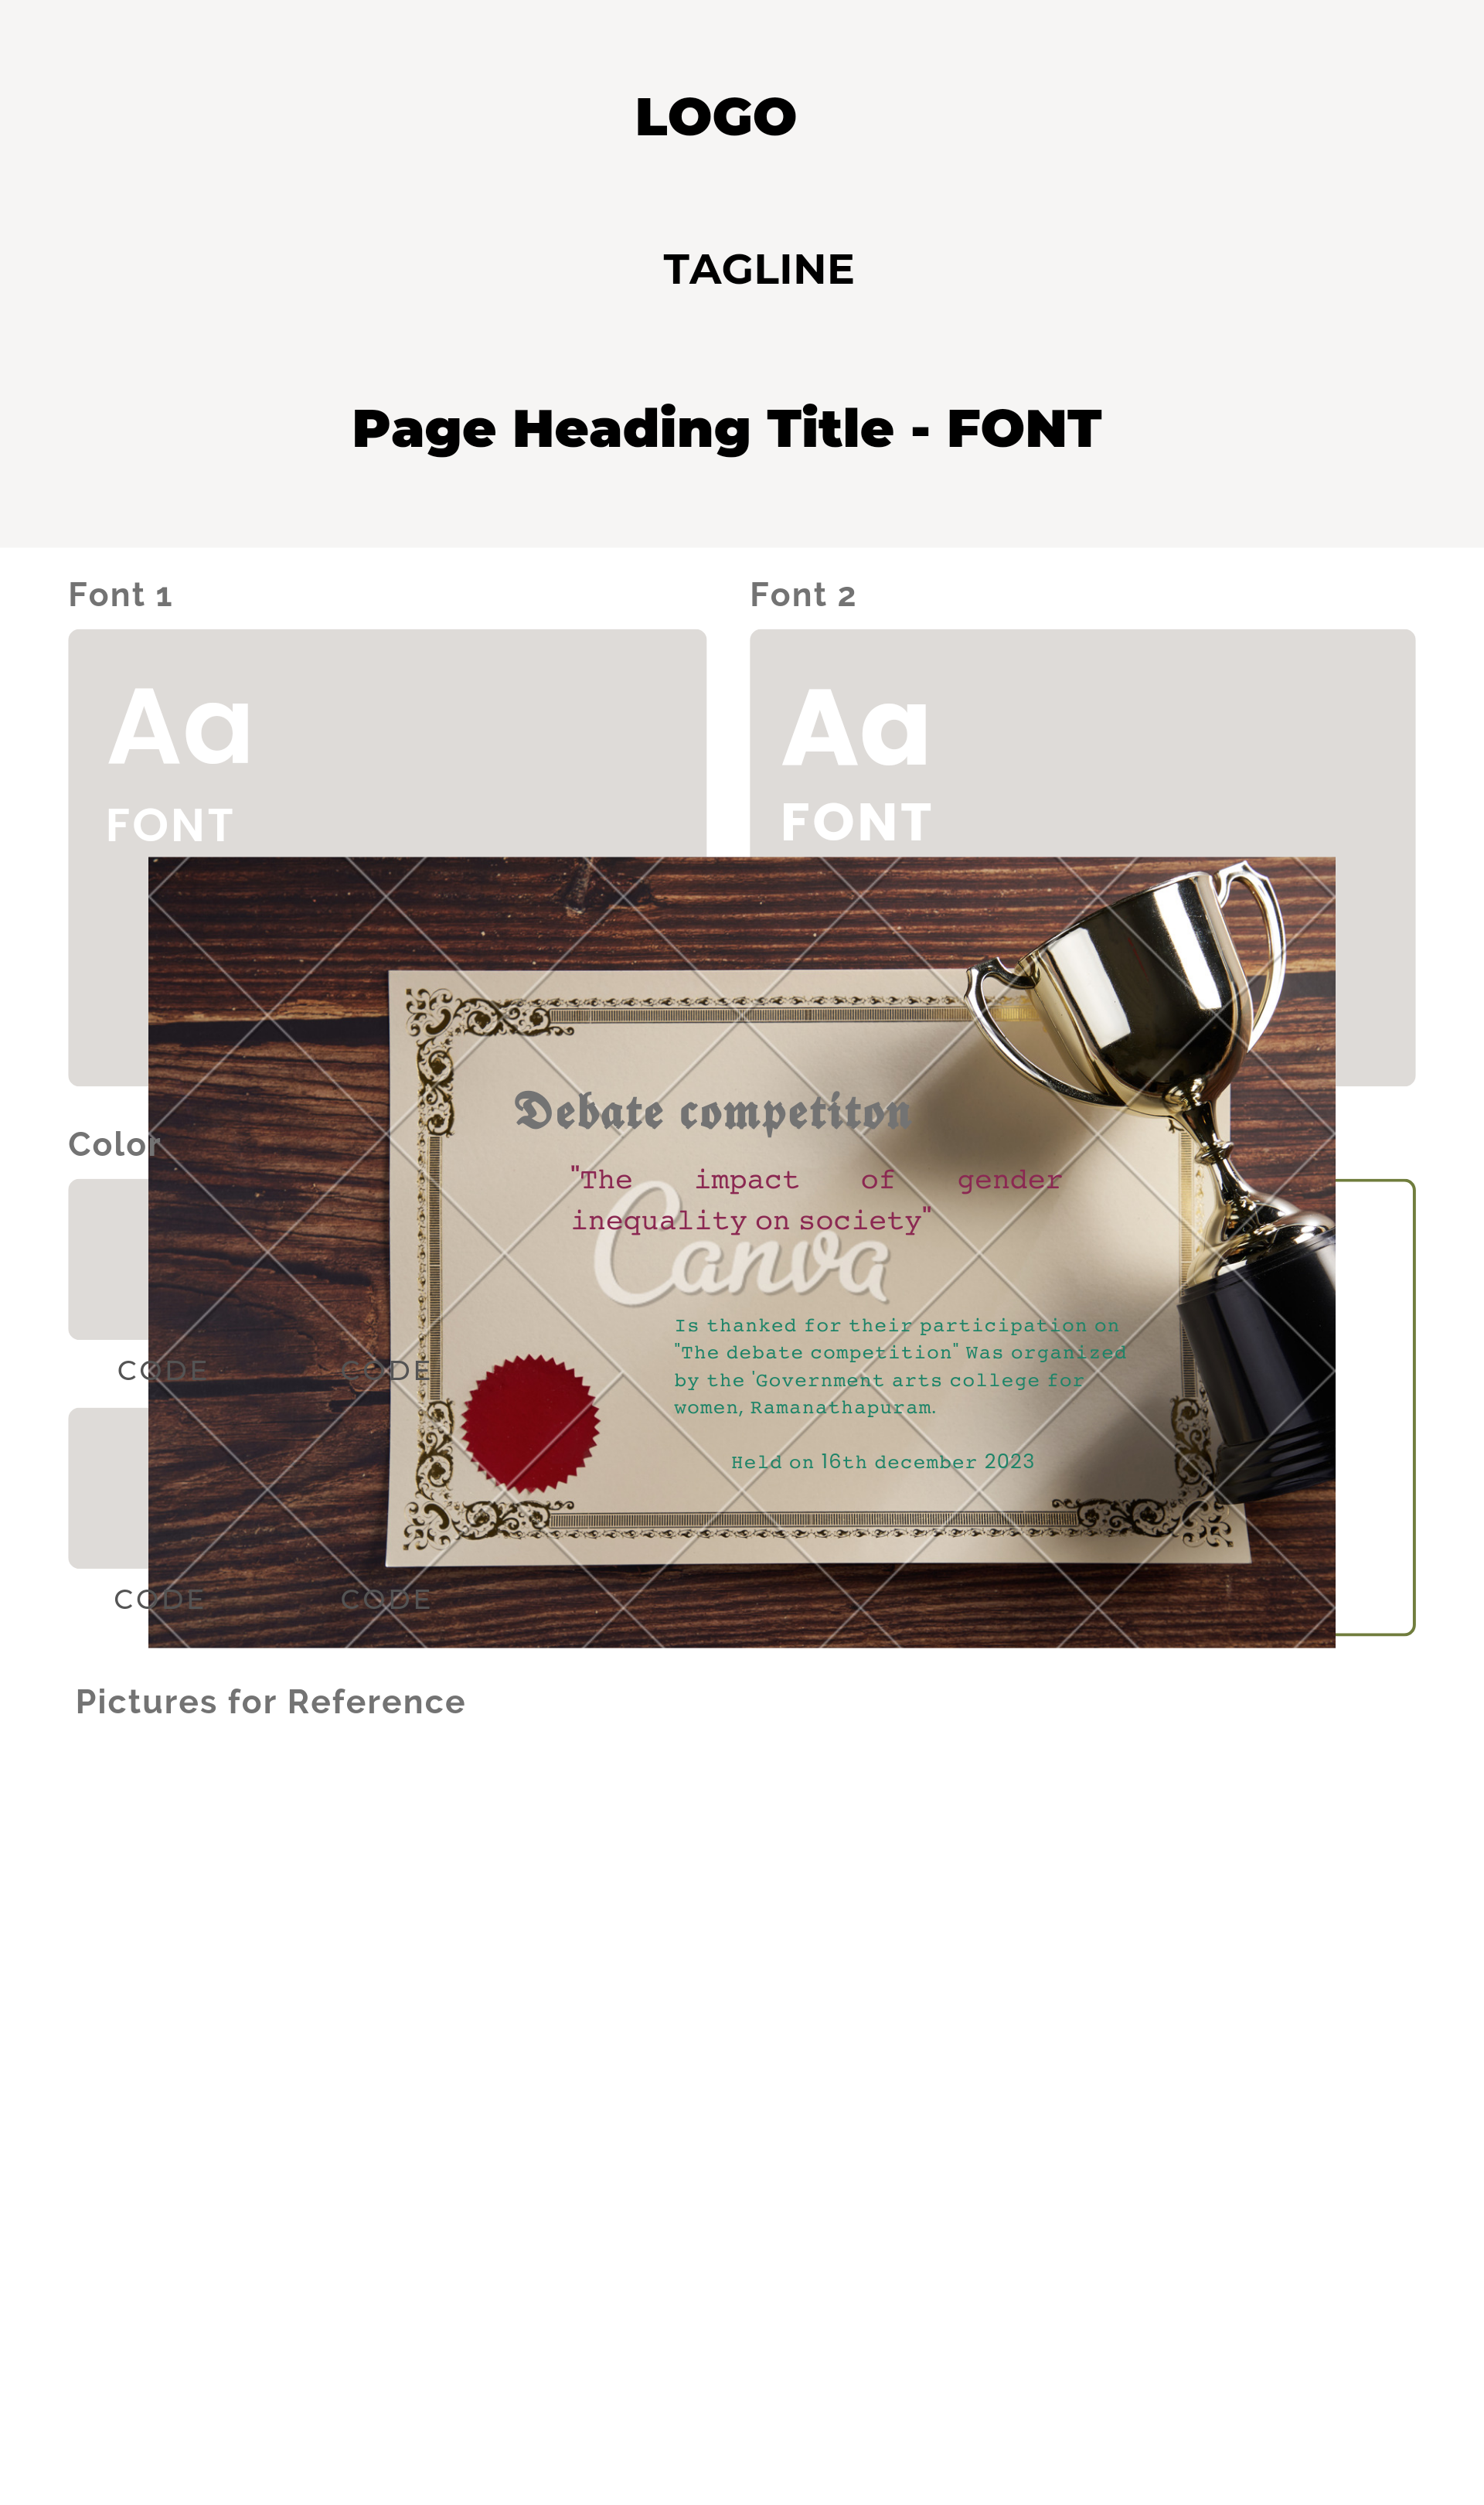 LOGO
TAGLINE
Page Heading Title - FONT
Font 1
Font 2
Aa
FONT
Aa
FONT
Debate competiton
"The impact of gender
inequality on society"
Canva
Is thanked for their participation on
"The debate competition" Was organized
by the 'Government arts college for
women, Ramanathapuram.
Held on 16th december 2023
Color
CODE
CODE
CODE
CODE
Pictures for Reference